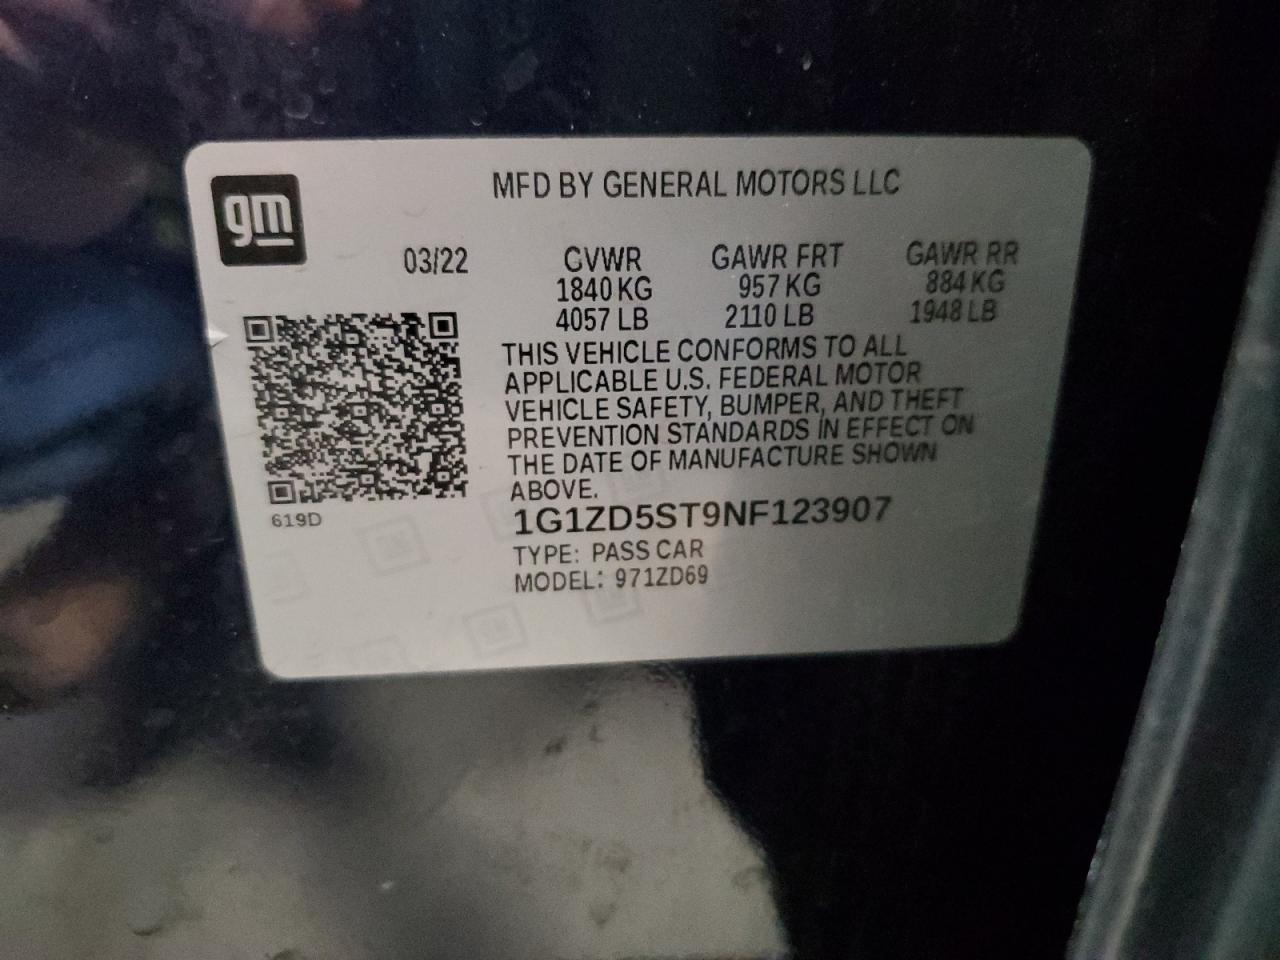 gm
MFD BY GENERAL MOTORS LLC
03/22 GVWR GAWR FRT GAWR RR
1840 KG 957 KG 884 KG
4057 LB 2110 LB 1948 LB
THIS VEHICLE CONFORMS TO ALL
APPLICABLE U.S. FEDERAL MOTOR
VEHICLE SAFETY, BUMPER, AND THEFT
PREVENTION STANDARDS IN EFFECT ON
THE DATE OF MANUFACTURE SHOWN
ABOVE.
619D
1G1ZD5ST9NF123907
TYPE: PASS CAR
MODEL: 971ZD69